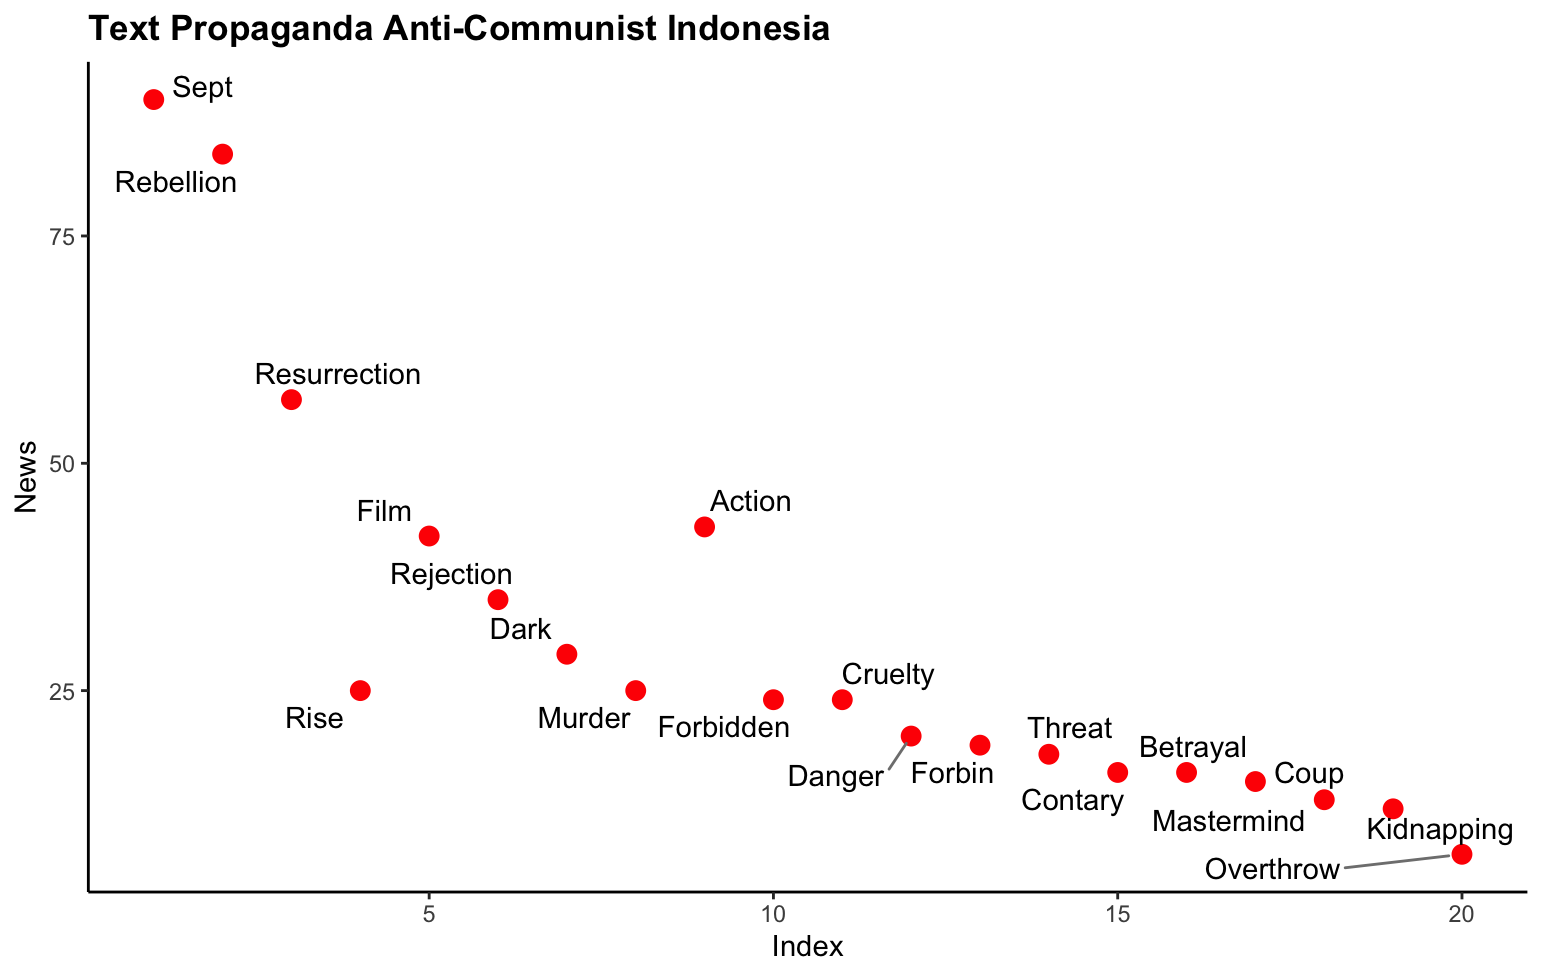 Text Propaganda Anti-Communist Indonesia
Sept
Rebellion
75
Resurrection
News
50
Film
Action
Rejection
Dark
25
Rise
Murder
Forbidden
Cruelty
Danger
Forbin
Threat
Contary
Betrayal
Mastermind
Coup
Kidnapping
Overthrow
5
10
15
20
Index